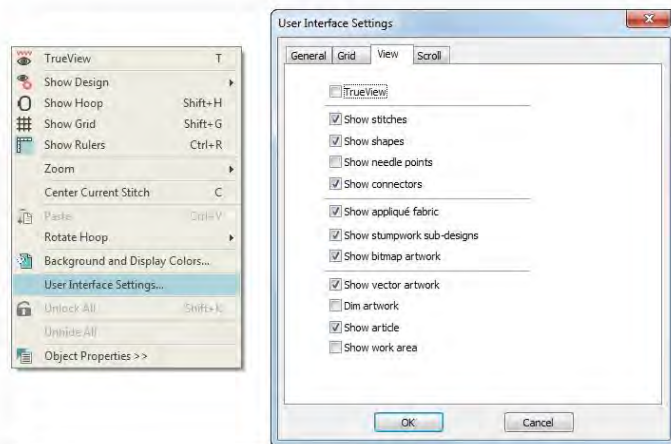 TrueView T
Show Design
Show Hoop Shift+H
Show Grid Shift+G
Show Rulers Ctrl+R
Zoom
Center Current Stitch C
Paste Ctrl+V
Rotate Hoop
Background and Display Colors...
User Interface Settings...
Unlock All Shift+K
Unhide All
Object Properties >>
User Interface Settings
General Grid View Scroll
TrueView
Show stitches
Show shapes
Show needle points
Show connectors
Show appliqué fabric
Show stumpwork sub-designs
Show bitmap artwork
Show vector artwork
Dim artwork
Show article
Show work area
OK Cancel